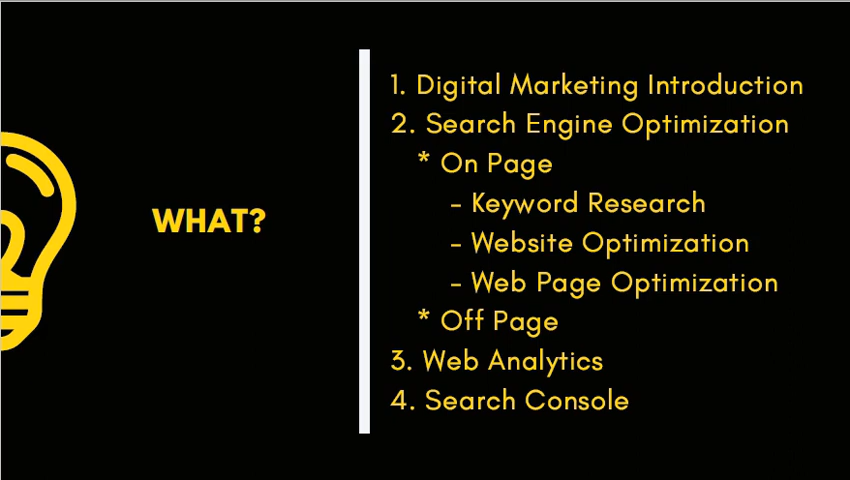 WHAT?
1. Digital Marketing Introduction
2. Search Engine Optimization
* On Page
- Keyword Research
- Website Optimization
- Web Page Optimization
* Off Page
3. Web Analytics
4. Search Console